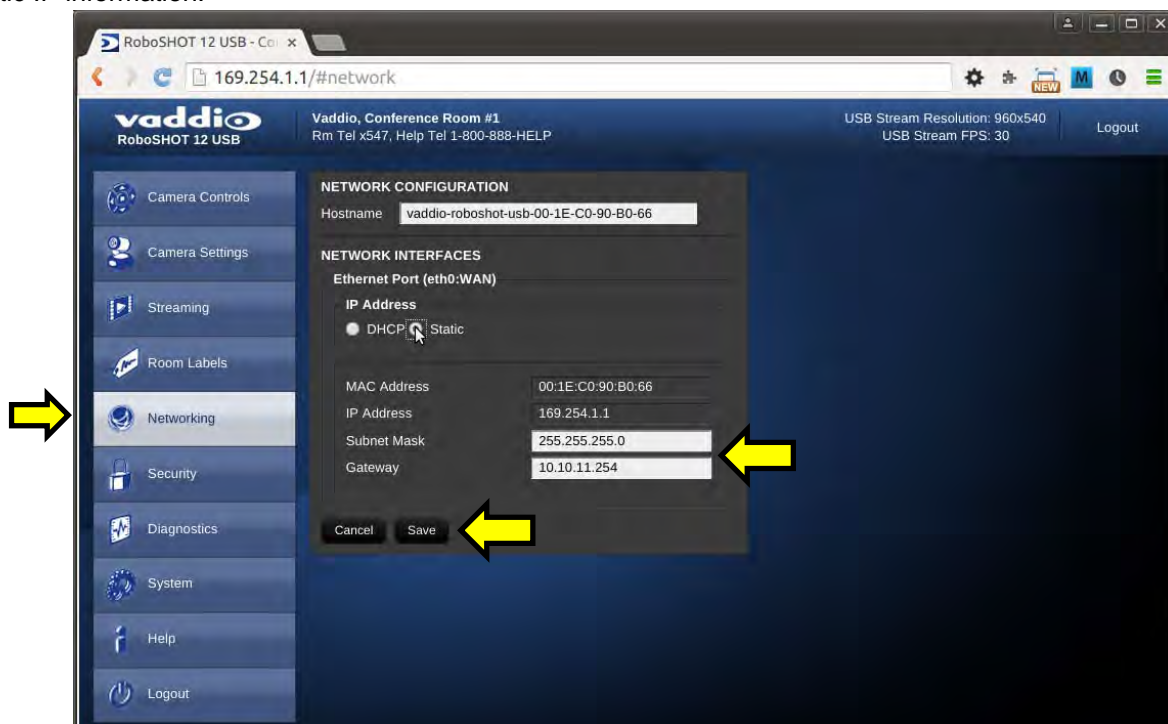 IP information.
RoboSHOT 12 USB - Co
169.254.1.1/#network
NEW M
vaddio
RoboSHOT 12 USB
Vaddio, Conference Room #1
Rm Tel x547, Help Tel 1-800-888-HELP
USB Stream Resolution: 960x540
USB Stream FPS: 30
Logout
Camera Controls
Camera Settings
Streaming
Room Labels
Networking
Security
Diagnostics
System
Help
Logout
NETWORK CONFIGURATION
Hostname vaddio-roboshot-usb-00-1E-C0-90-B0-66
NETWORK INTERFACES
Ethernet Port (eth0:WAN)
IP Address
DHCP Static
MAC Address 00:1E:C0:90:B0:66
IP Address 169.254.1.1
Subnet Mask 255.255.255.0
Gateway 10.10.11.254
Cancel Save